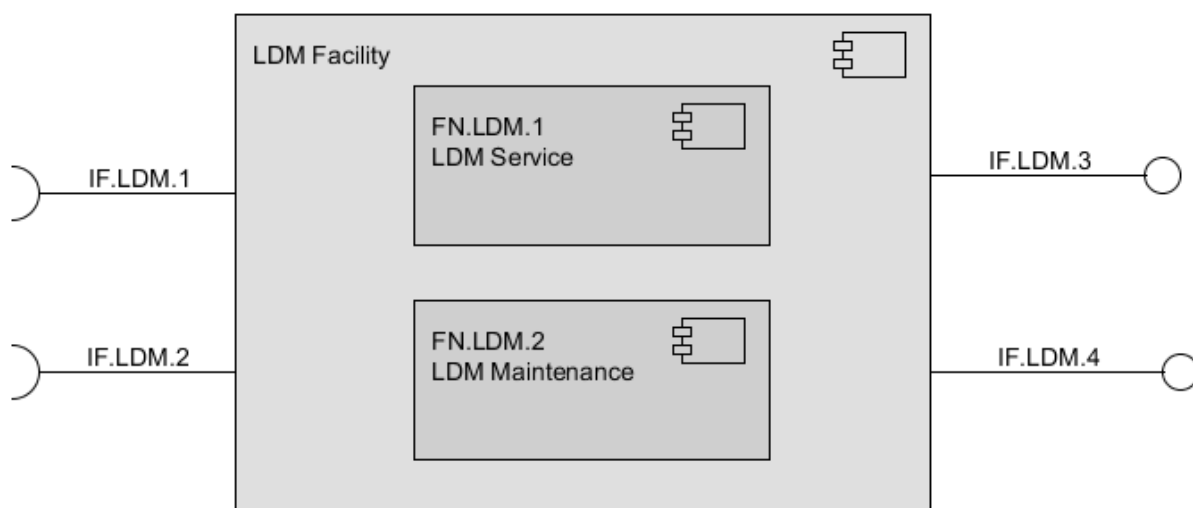 LDM Facility
FN.LDM.1
LDM Service
IF.LDM.1
IF.LDM.3
FN.LDM.2
LDM Maintenance
IF.LDM.2
IF.LDM.4